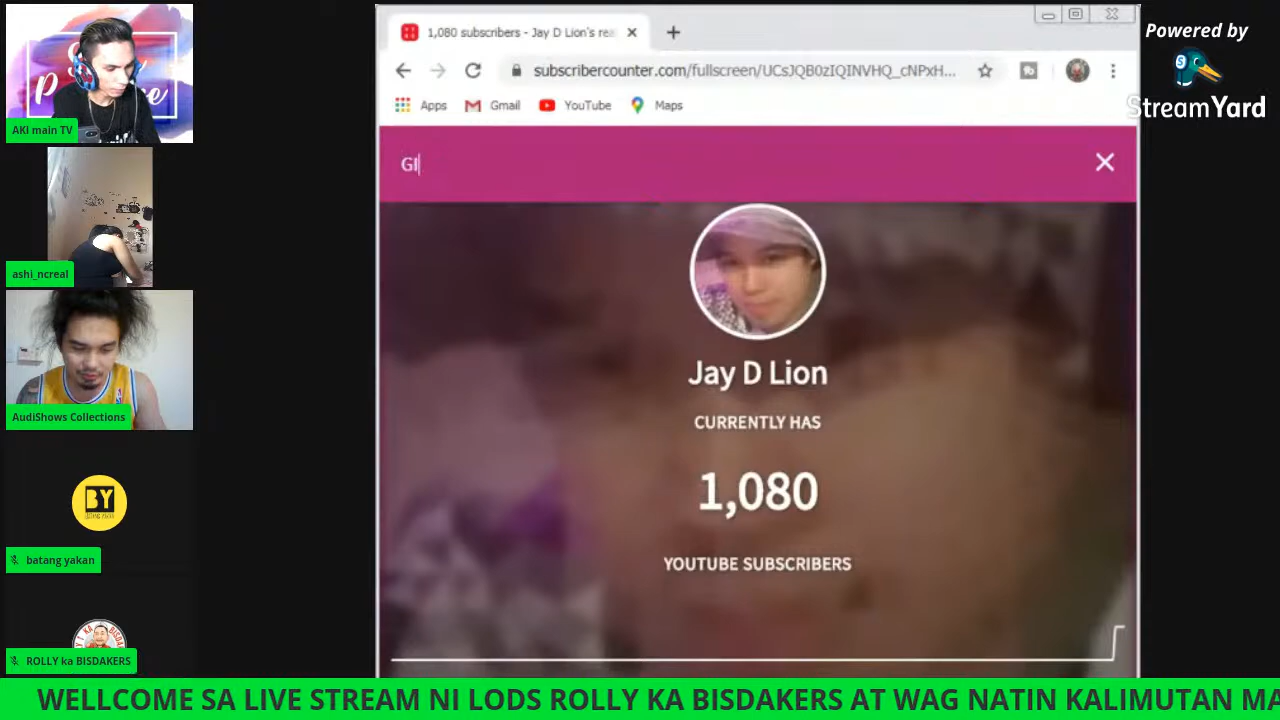 AKI main TV
ashi_ncreal
AudiShows Collections
BY
batang yakan
ROLLY ka BISDAKERS
1,080 subscribers - Jay D Lion's rea
subscribercounter.com/fullscreen/UCsJQB0zIQINVHQ_cNPxH...
Apps
Gmail
YouTube
Maps
GI
Jay D Lion
CURRENTLY HAS
1,080
YOUTUBE SUBSCRIBERS
Powered by
StreamYard
WELLCOME SA LIVE STREAM NI LODS ROLLY KA BISDAKERS AT WAG NATIN KALIMUTAN MA